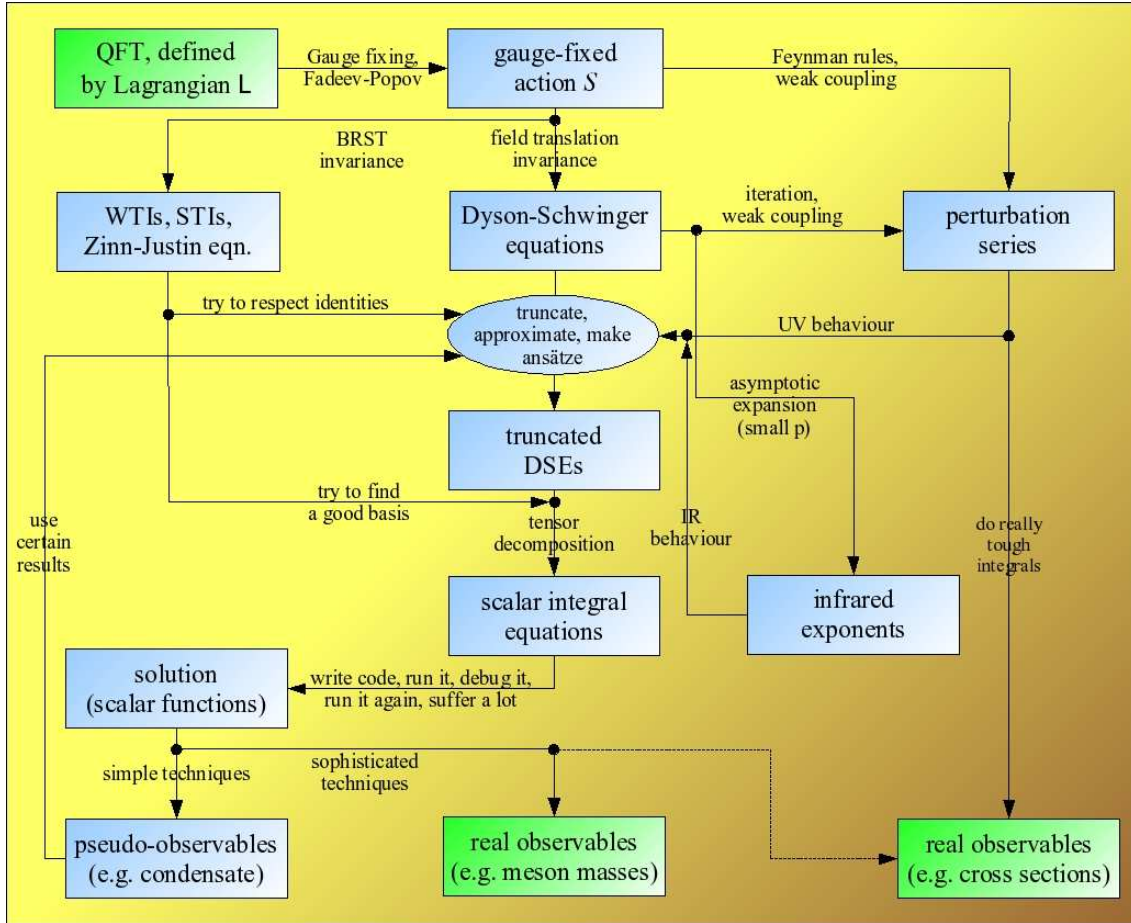 QFT, defined
by Lagrangian L
Gauge fixing,
Fadeev-Popov
gauge-fixed
action S
Feynman rules,
weak coupling
BRST
invariance
field translation
invariance
WTIs, STIs,
Zinn-Justin eqn.
Dyson-Schwinger
equations
iteration,
weak coupling
perturbation
series
try to respect identities
truncate,
approximate, make
ansätze
UV behaviour
asymptotic
expansion
(small p)
truncated
DSEs
try to find
a good basis
tensor
decomposition
IR
behaviour
use
certain
results
do really
tough
integrals
scalar integral
equations
infrared
exponents
solution
(scalar functions)
write code, run it, debug it,
run it again, suffer a lot
simple techniques
sophisticated
techniques
pseudo-observables
(e.g. condensate)
real observables
(e.g. meson masses)
real observables
(e.g. cross sections)